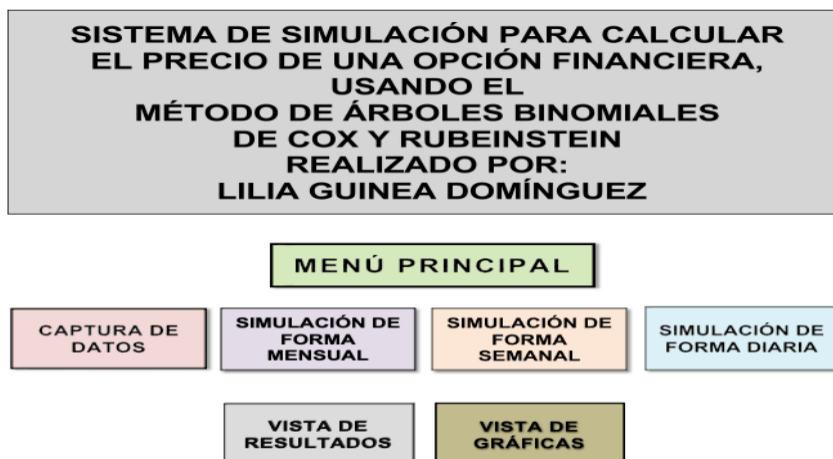 SISTEMA DE SIMULACIÓN PARA CALCULAR
EL PRECIO DE UNA OPCIÓN FINANCIERA,
USANDO EL
MÉTODO DE ÁRBOLES BINOMIALES
DE COX Y RUBEINSTEIN
REALIZADO POR:
LILIA GUINEA DOMÍNGUEZ
MENÚ PRINCIPAL
CAPTURA DE
DATOS
SIMULACIÓN DE
FORMA
MENSUAL
SIMULACIÓN DE
FORMA
SEMANAL
SIMULACIÓN DE
FORMA DIARIA
VISTA DE
RESULTADOS
VISTA DE
GRÁFICAS